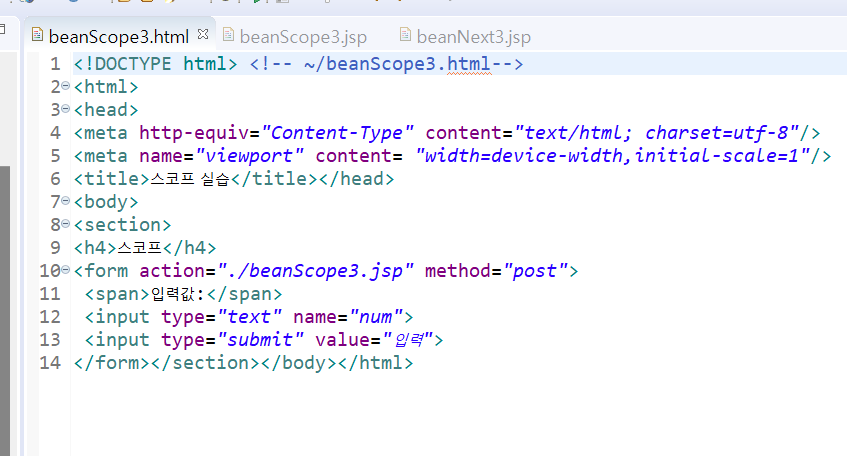 beanScope3.html beanScope3.jsp beanNext3.jsp
1 <!DOCTYPE html> <!-- ~/beanScope3.html-->
2 <html>
3 <head>
4 <meta http-equiv="Content-Type" content="text/html; charset=utf-8"/>
5 <meta name="viewport" content= "width=device-width,initial-scale=1"/>
6 <title>스코프 실습</title></head>
7 <body>
8 <section>
9 <h4>스코프</h4>
10 <form action="./beanScope3.jsp" method="post">
11 <span>입력값:</span>
12 <input type="text" name="num">
13 <input type="submit" value="입력">
14 </form></section></body></html>